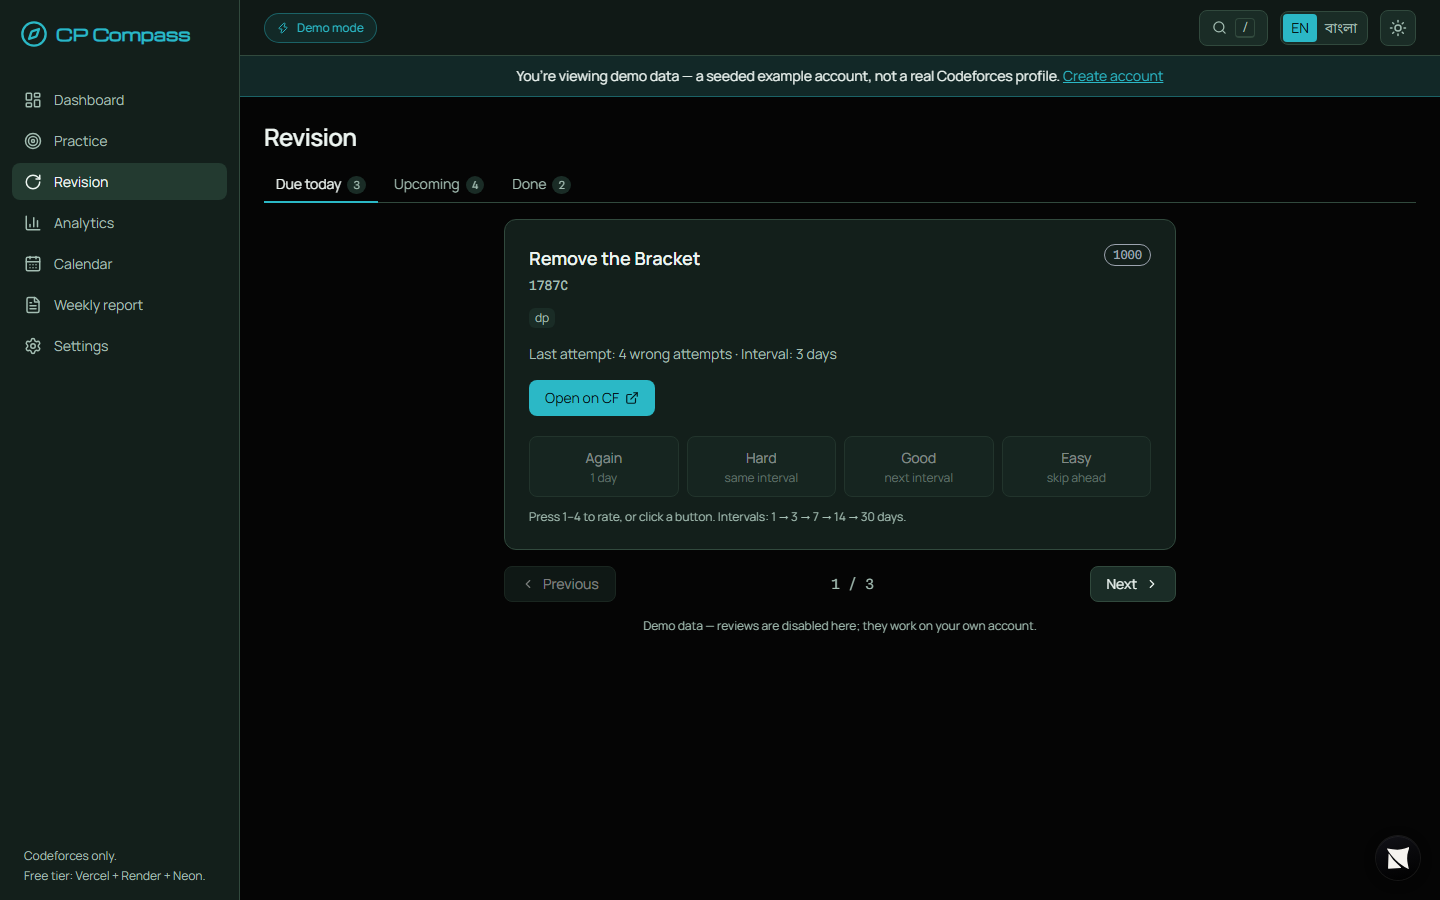 CP Compass
Demo mode
/
EN
বাংলা
You're viewing demo data — a seeded example account, not a real Codeforces profile. Create account
Dashboard
Practice
Revision
Analytics
Calendar
Weekly report
Settings
Revision
Due today 3
Upcoming 4
Done 2
Remove the Bracket
1000
1787C
dp
Last attempt: 4 wrong attempts · Interval: 3 days
Open on CF
Again
1 day
Hard
same interval
Good
next interval
Easy
skip ahead
Press 1–4 to rate, or click a button. Intervals: 1 → 3 → 7 → 14 → 30 days.
Previous
1 / 3
Next
Demo data — reviews are disabled here; they work on your own account.
Codeforces only.
Free tier: Vercel + Render + Neon.